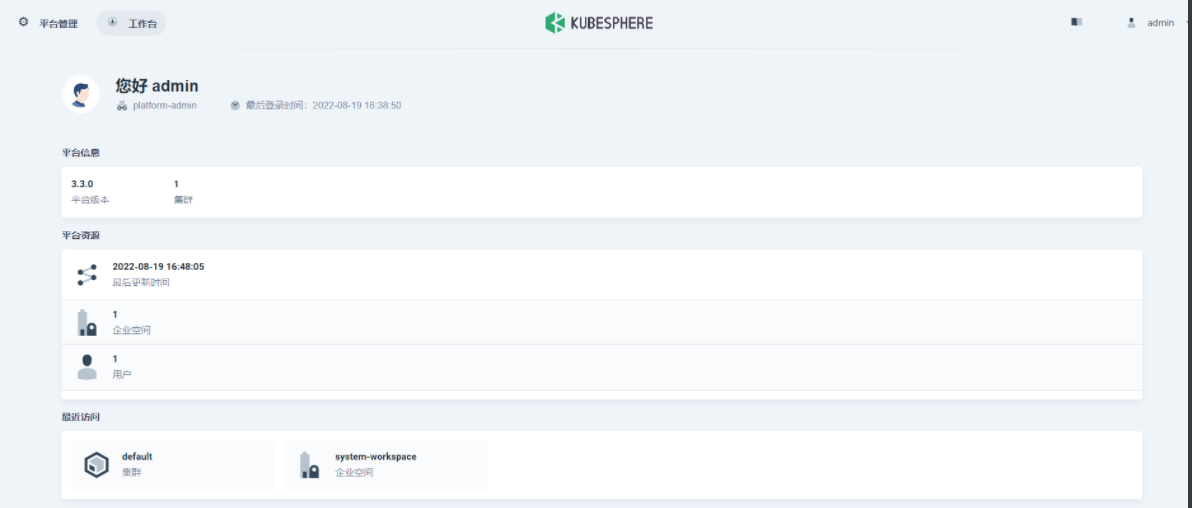 平台管理 工作台 KUBESPHERE admin
您好 admin
platform-admin 最后登录时间：2022-08-19 16:38:50
平台信息
3.3.0 1
平台版本 集群
平台资源
2022-08-19 16:48:05
最后更新时间
1
企业空间
1
用户
最近访问
default system-workspace
集群 企业空间